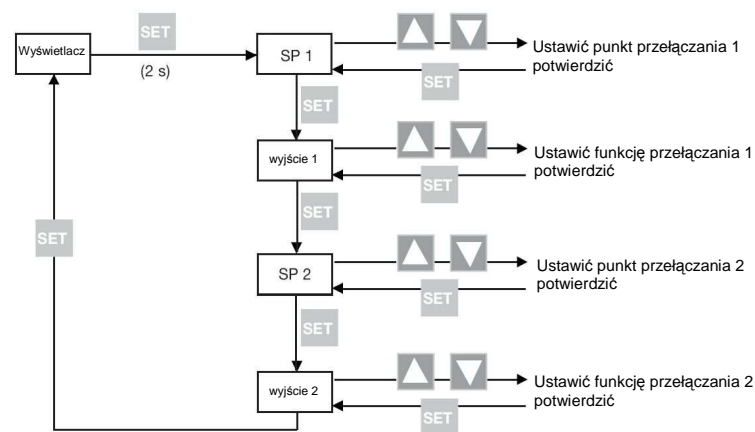 SET
Wyświetlacz
(2 s)
SP 1
Ustawić punkt przełączania 1
potwierdzić
SET
SET
wyjście 1
Ustawić funkcję przełączania 1
potwierdzić
SET
SET
SET
SP 2
Ustawić punkt przełączania 2
potwierdzić
SET
SET
wyjście 2
Ustawić funkcję przełączania 2
potwierdzić
SET